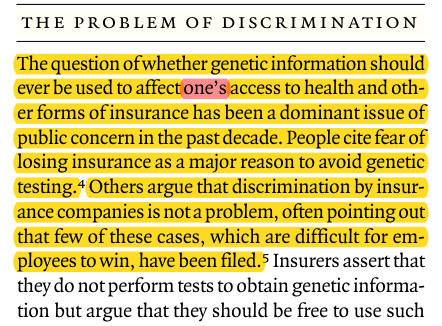 THE PROBLEM OF DISCRIMINATION
The question of whether genetic information should
ever be used to affect one's access to health and oth-
er forms of insurance has been a dominant issue of
public concern in the past decade. People cite fear of
losing insurance as a major reason to avoid genetic
testing.⁴ Others argue that discrimination by insur-
ance companies is not a problem, often pointing out
that few of these cases, which are difficult for em-
ployees to win, have been filed.⁵ Insurers assert that
they do not perform tests to obtain genetic informa-
tion but argue that they should be free to use such